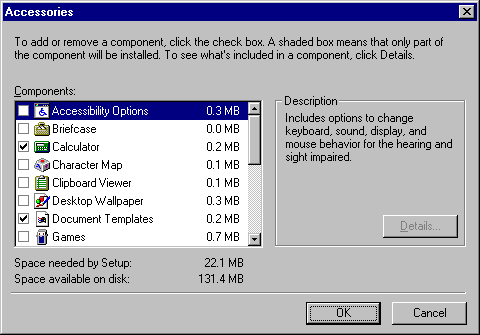 Accessories
To add or remove a component, click the check box. A shaded box means that only part of
the component will be installed. To see what's included in a component, click Details.
Components:
Accessibility Options 0.3 MB
Briefcase 0.0 MB
Calculator 0.2 MB
Character Map 0.1 MB
Clipboard Viewer 0.1 MB
Desktop Wallpaper 0.3 MB
Document Templates 0.2 MB
Games 0.7 MB
Description
Includes options to change
keyboard, sound, display, and
mouse behavior for the hearing and
sight impaired.
Details...
Space needed by Setup: 22.1 MB
Space available on disk: 131.4 MB
OK Cancel